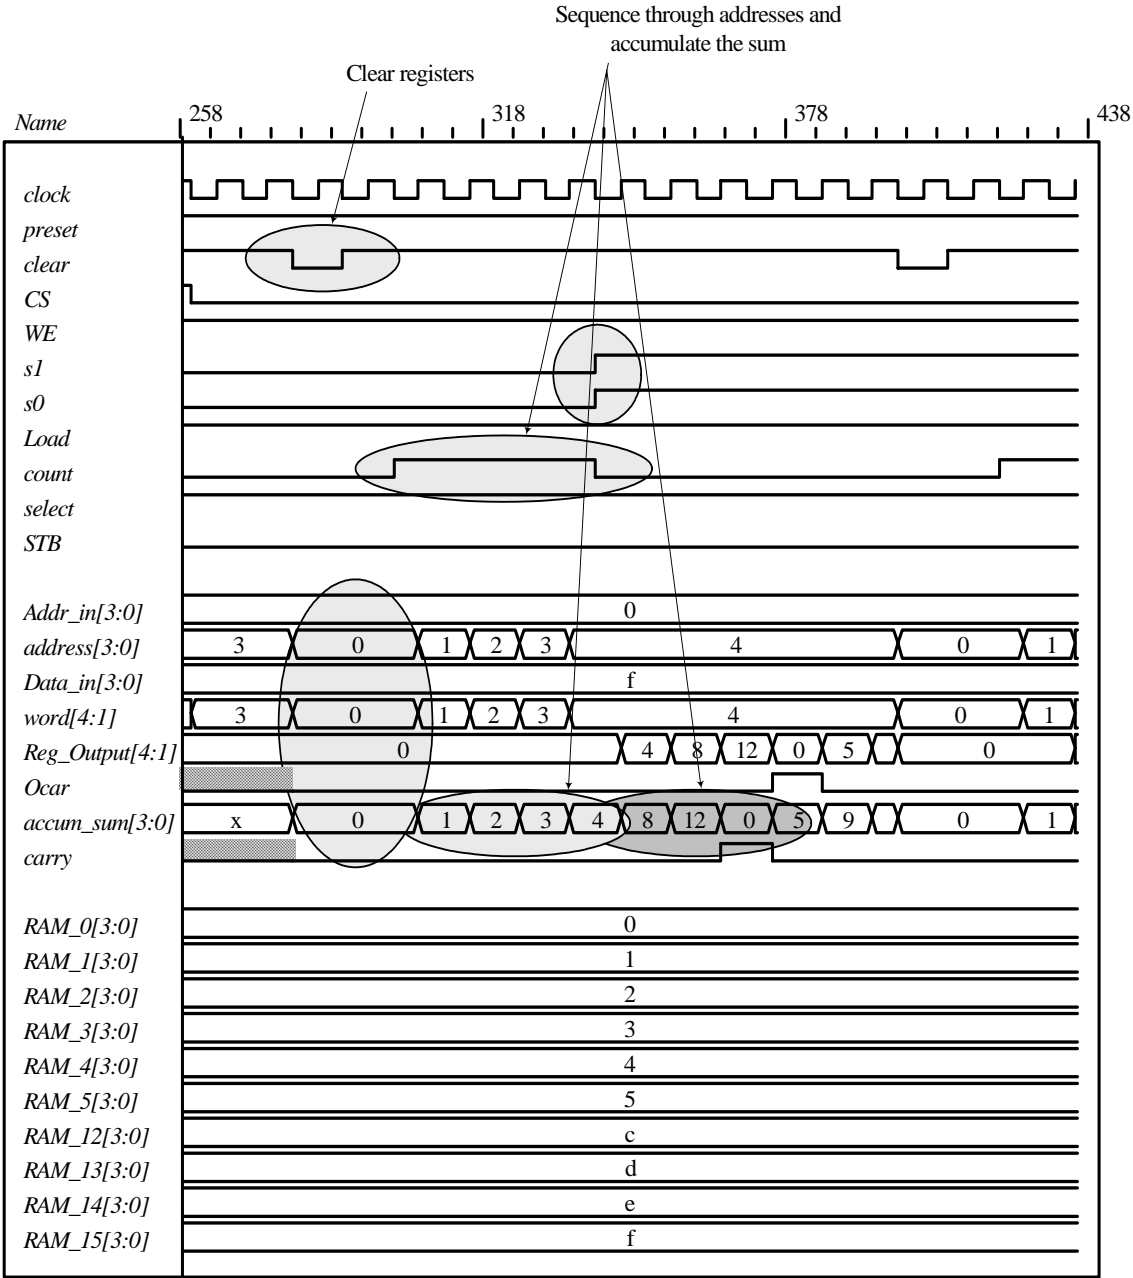 Sequence through addresses and
accumulate the sum
Clear registers
Name 258 318 378 438
clock
preset
clear
CS
WE
s1
s0
Load
count
select
STB
Addr_in[3:0] 0
address[3:0] 3 0 1 2 3 4 0 1
Data_in[3:0] f
word[4:1] 3 0 1 2 3 4 0 1
Reg_Output[4:1] 0 4 8 12 0 5 0
Ocar
accum_sum[3:0] x 0 1 2 3 4 8 12 0 5 9 0 1
carry
RAM_0[3:0] 0
RAM_1[3:0] 1
RAM_2[3:0] 2
RAM_3[3:0] 3
RAM_4[3:0] 4
RAM_5[3:0] 5
RAM_12[3:0] c
RAM_13[3:0] d
RAM_14[3:0] e
RAM_15[3:0] f